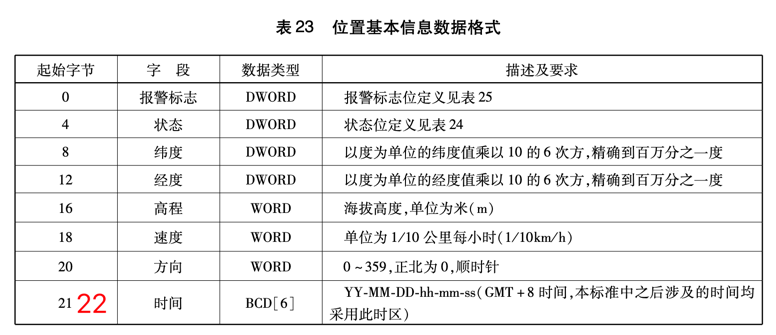 表 23 位置基本信息数据格式
起始字节 字 段 数据类型 描述及要求
0 报警标志 DWORD 报警标志位定义见表 25
4 状态 DWORD 状态位定义见表 24
8 纬度 DWORD 以度为单位的纬度值乘以 10 的 6 次方,精确到百万分之一度
12 经度 DWORD 以度为单位的经度值乘以 10 的 6 次方,精确到百万分之一度
16 高程 WORD 海拔高度,单位为米(m)
18 速度 WORD 单位为 1/10 公里每小时(1/10km/h)
20 方向 WORD 0~359,正北为 0,顺时针
21 22 时间 BCD[6] YY-MM-DD-hh-mm-ss(GMT+8 时间,本标准中之后涉及的时间均
采用此时区)